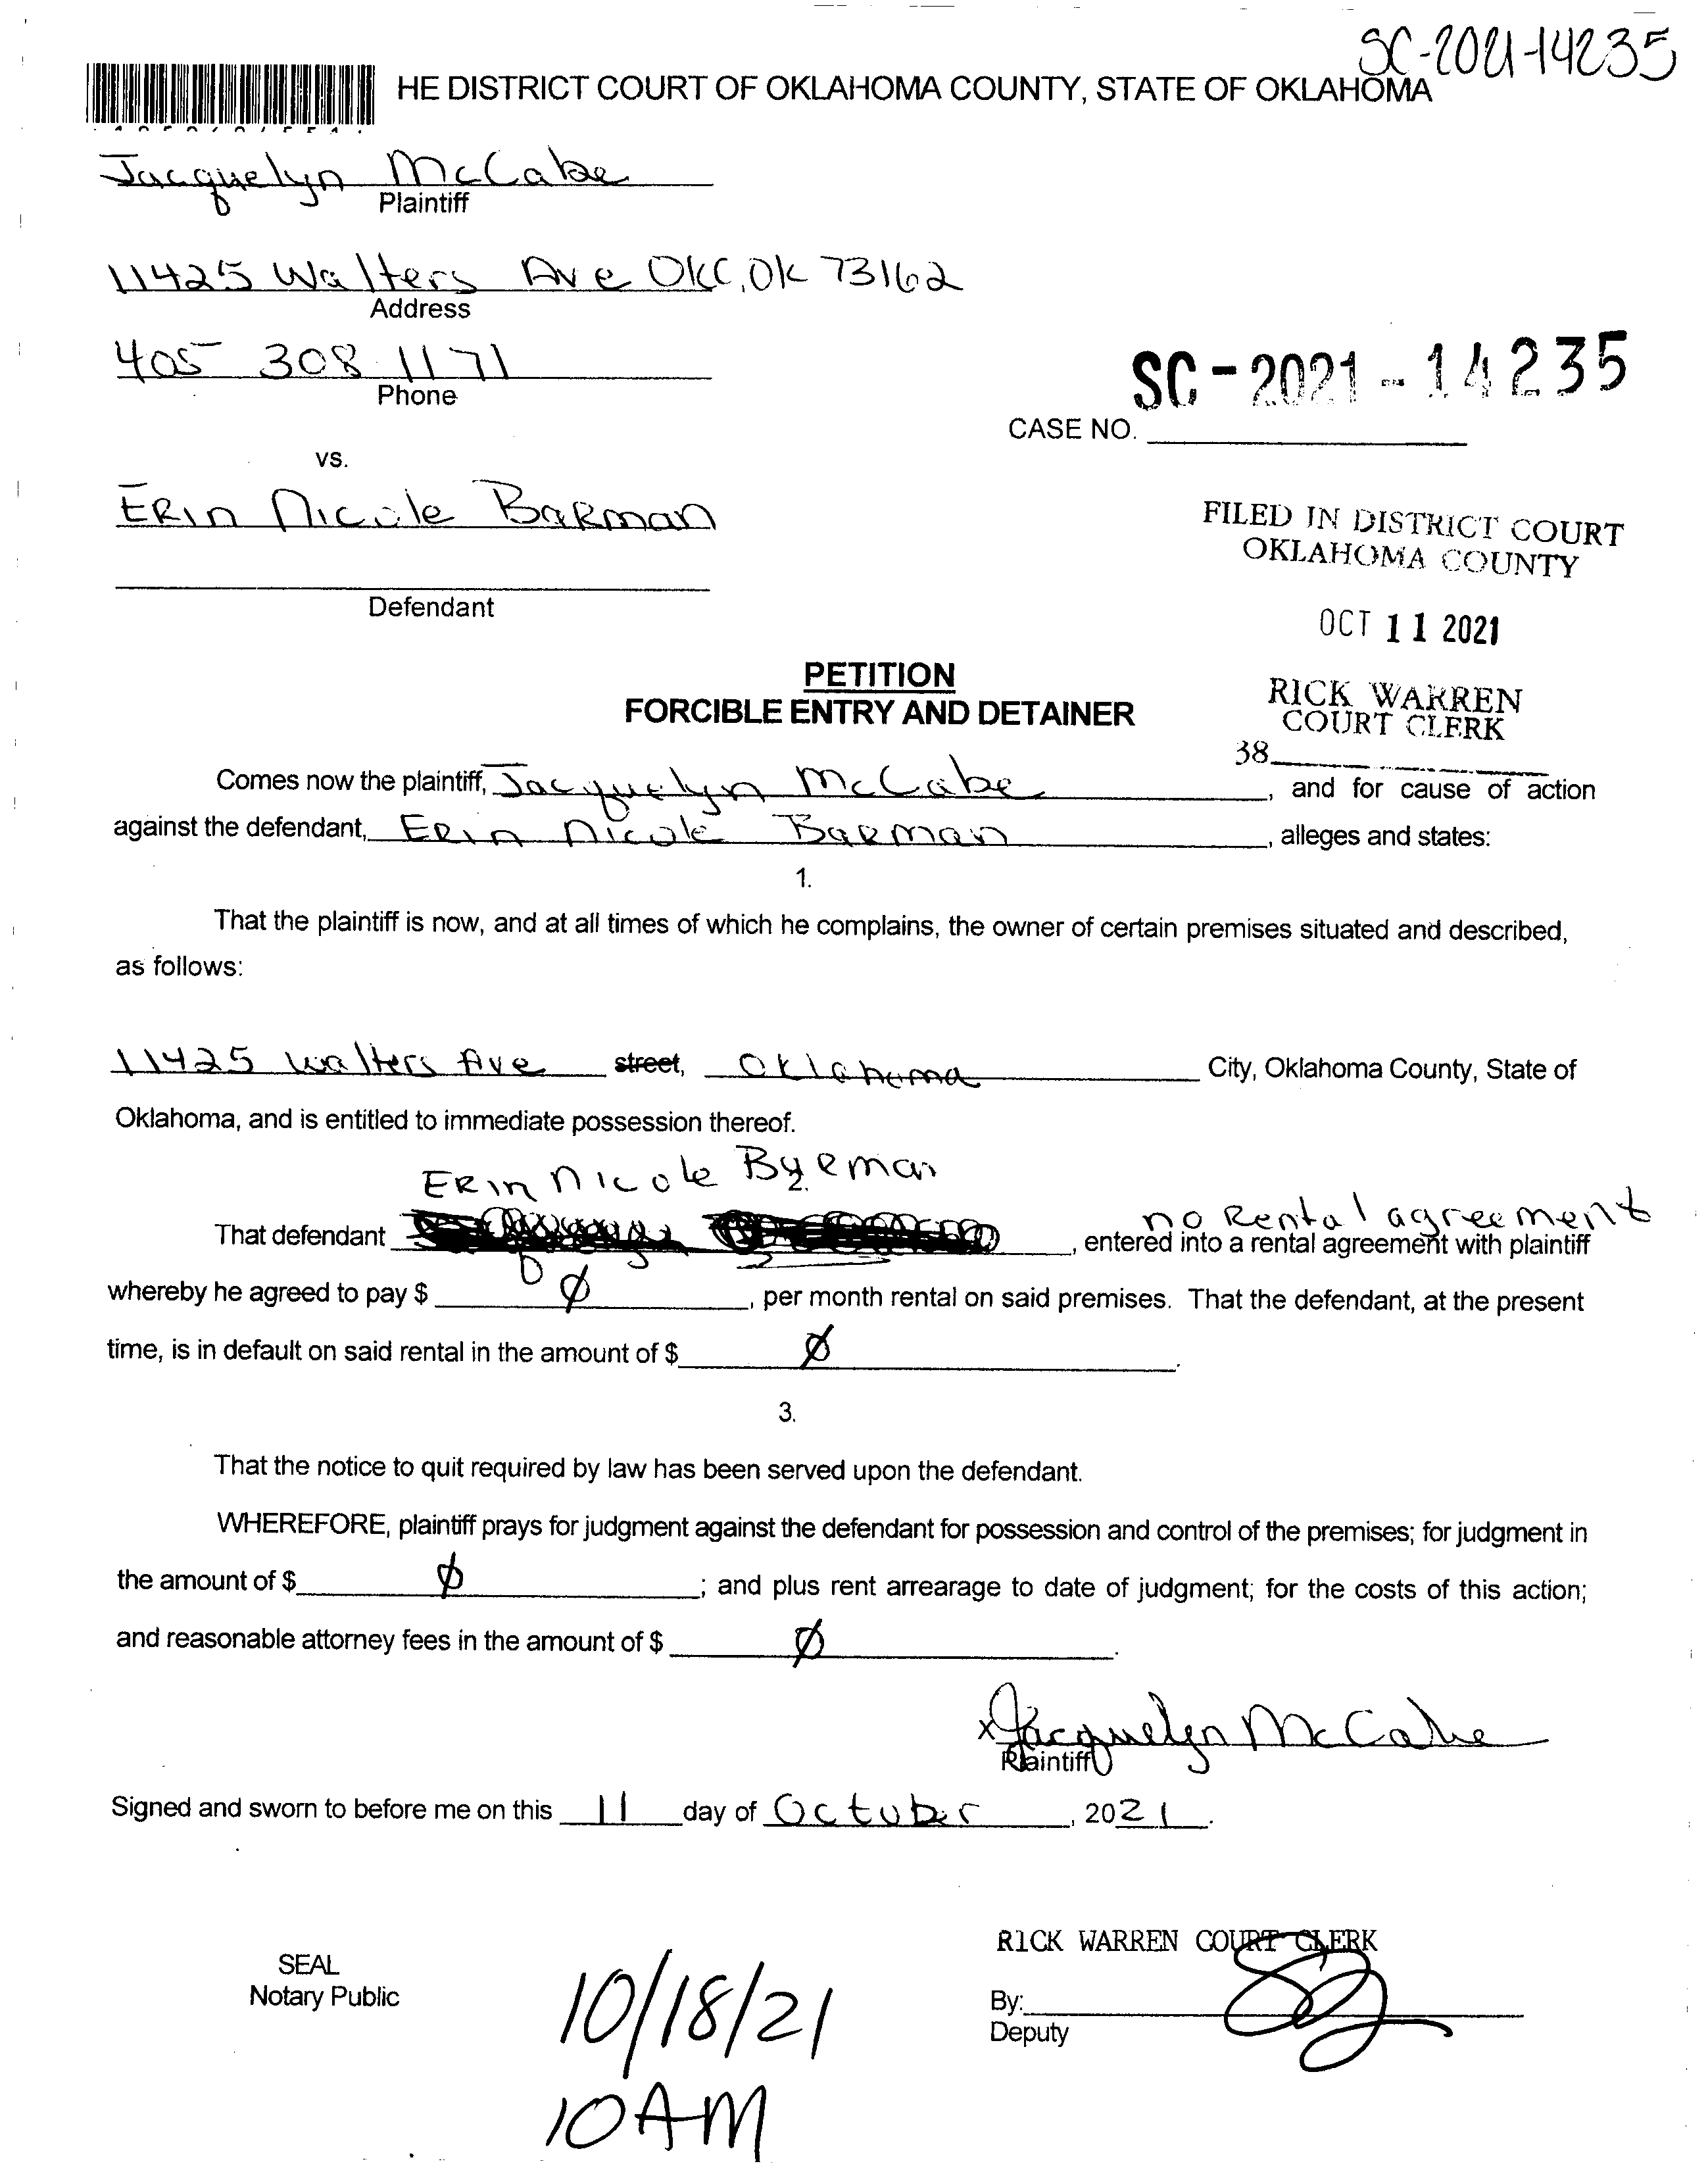 SC-2021-14235
HE DISTRICT COURT OF OKLAHOMA COUNTY, STATE OF OKLAHOMA
Jacquelyn McCabe
Plaintiff
11425 Walters Ave OKC, OK 73162
Address
405 308 1171
Phone
SC-2021-14235
CASE NO.
vs.
Erin Nicole Barman
Defendant
FILED IN DISTRICT COURT
OKLAHOMA COUNTY
OCT 11 2021
RICK WARREN
COURT CLERK
38
PETITION
FORCIBLE ENTRY AND DETAINER
Comes now the plaintiff, Jacquelyn McCabe, and for cause of action
against the defendant, Erin Nicole Barman, alleges and states:
1.
That the plaintiff is now, and at all times of which he complains, the owner of certain premises situated and described,
as follows:
11425 Walters Ave street, Oklahoma City, Oklahoma County, State of
Oklahoma, and is entitled to immediate possession thereof.
Erin Nicole
2.
no Rental agreement
That defendant , entered into a rental agreement with plaintiff
whereby he agreed to pay $ Ø, per month rental on said premises. That the defendant, at the present
time, is in default on said rental in the amount of $ Ø.
3.
That the notice to quit required by law has been served upon the defendant.
WHEREFORE, plaintiff prays for judgment against the defendant for possession and control of the premises; for judgment in
the amount of $ Ø; and plus rent arrearage to date of judgment; for the costs of this action;
and reasonable attorney fees in the amount of $ Ø.
x Jacquelyn McCabe
Plaintiff
Signed and sworn to before me on this 11 day of October, 2021.
SEAL
Notary Public
10/18/21
10AM
RICK WARREN COURT CLERK
By:
Deputy